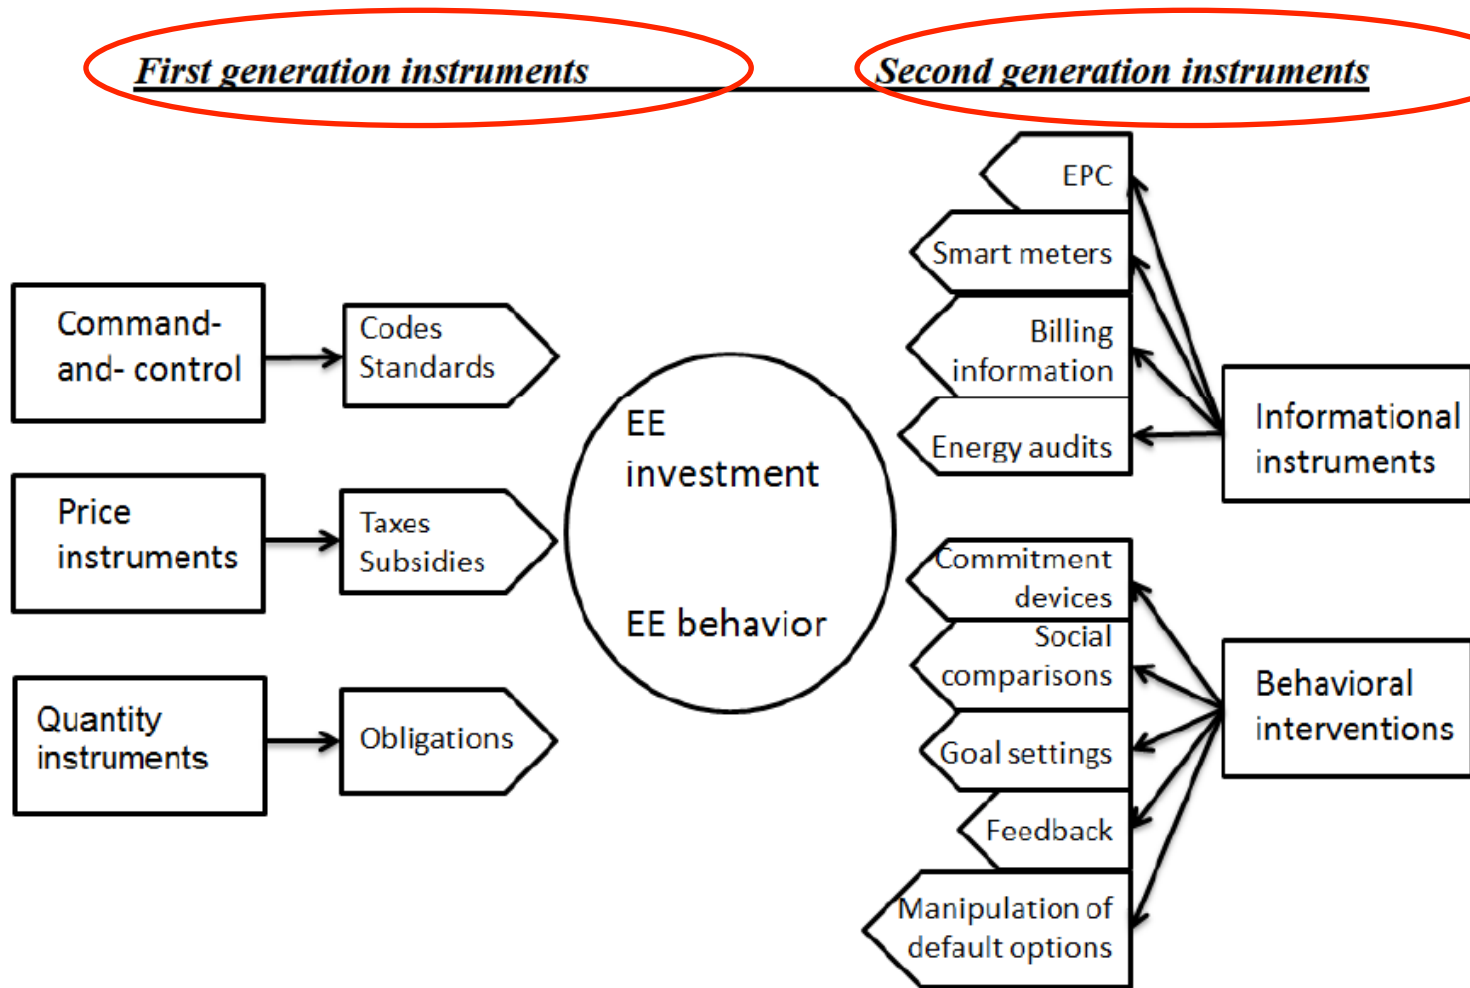 First generation instruments
Second generation instruments
Command-
and- control
Codes
Standards
Price
instruments
Taxes
Subsidies
Quantity
instruments
Obligations
EE
investment
EE behavior
EPC
Smart meters
Billing
information
Energy audits
Informational
instruments
Commitment
devices
Social
comparisons
Goal settings
Feedback
Manipulation of
default options
Behavioral
interventions